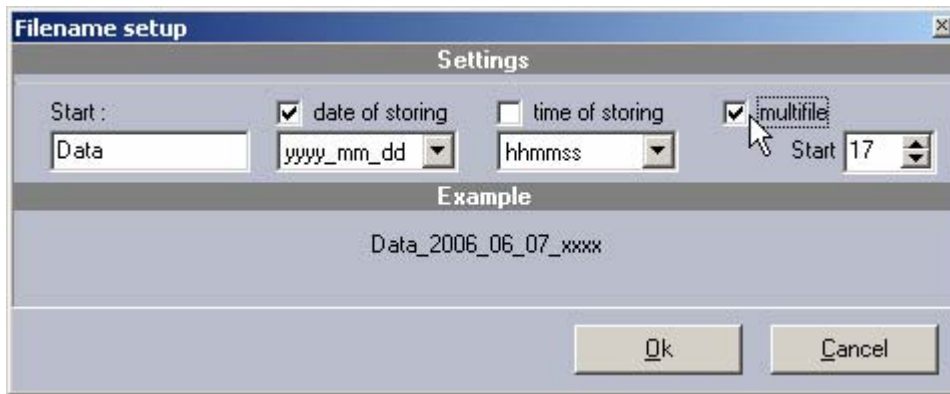 Filename setup
Settings
Start : date of storing time of storing multifile
Data yyyy_mm_dd hhmmss Start 17
Example
Data_2006_06_07_xxxx
Ok Cancel